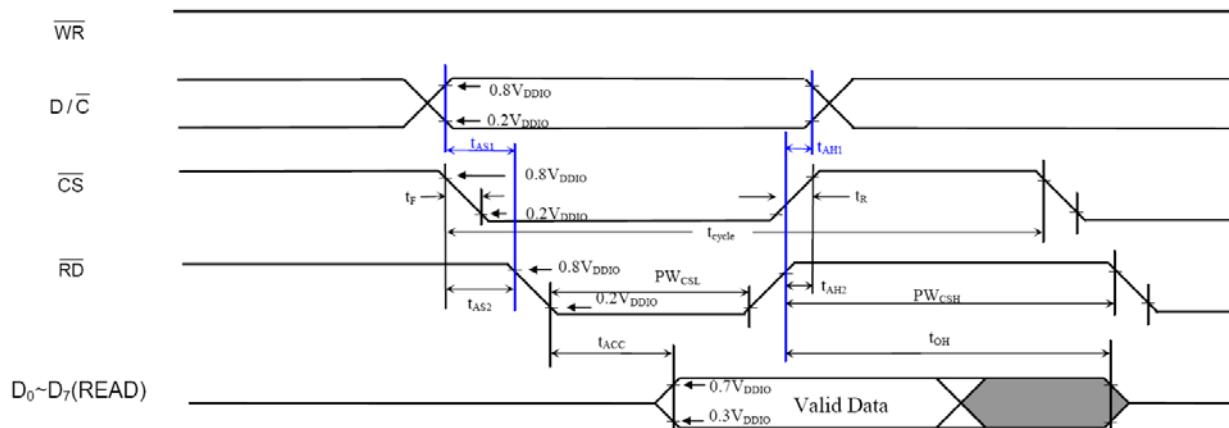 WR
D / C
0.8VDDIO
0.2VDDIO
tAS1
tAH1
CS
0.8VDDIO
tF
0.2VDDIO
tR
tcycle
RD
0.8VDDIO
PWCSL
tAS2
0.2VDDIO
tAH2
PWCSH
tACC
tOH
D0~D7(READ)
0.7VDDIO
Valid Data
0.3VDDIO